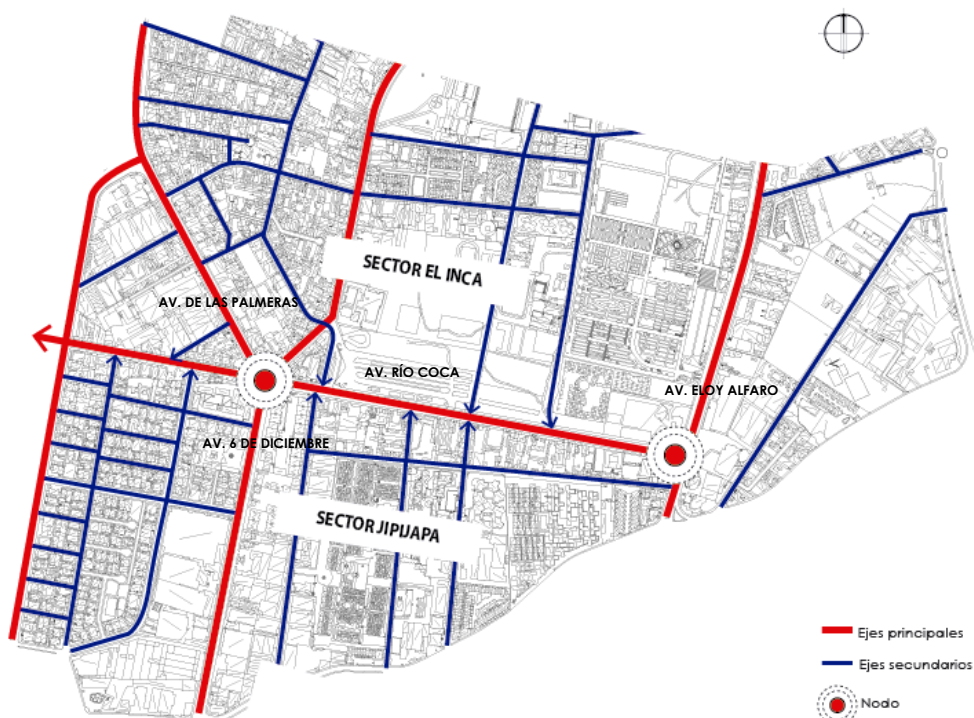 SECTOR EL INCA
AV. DE LAS PALMERAS
AV. RÍO COCA
AV. ELOY ALFARO
AV. 6 DE DICIEMBRE
SECTOR JIPIJAPA
Ejes principales
Ejes secundarios
Nodo